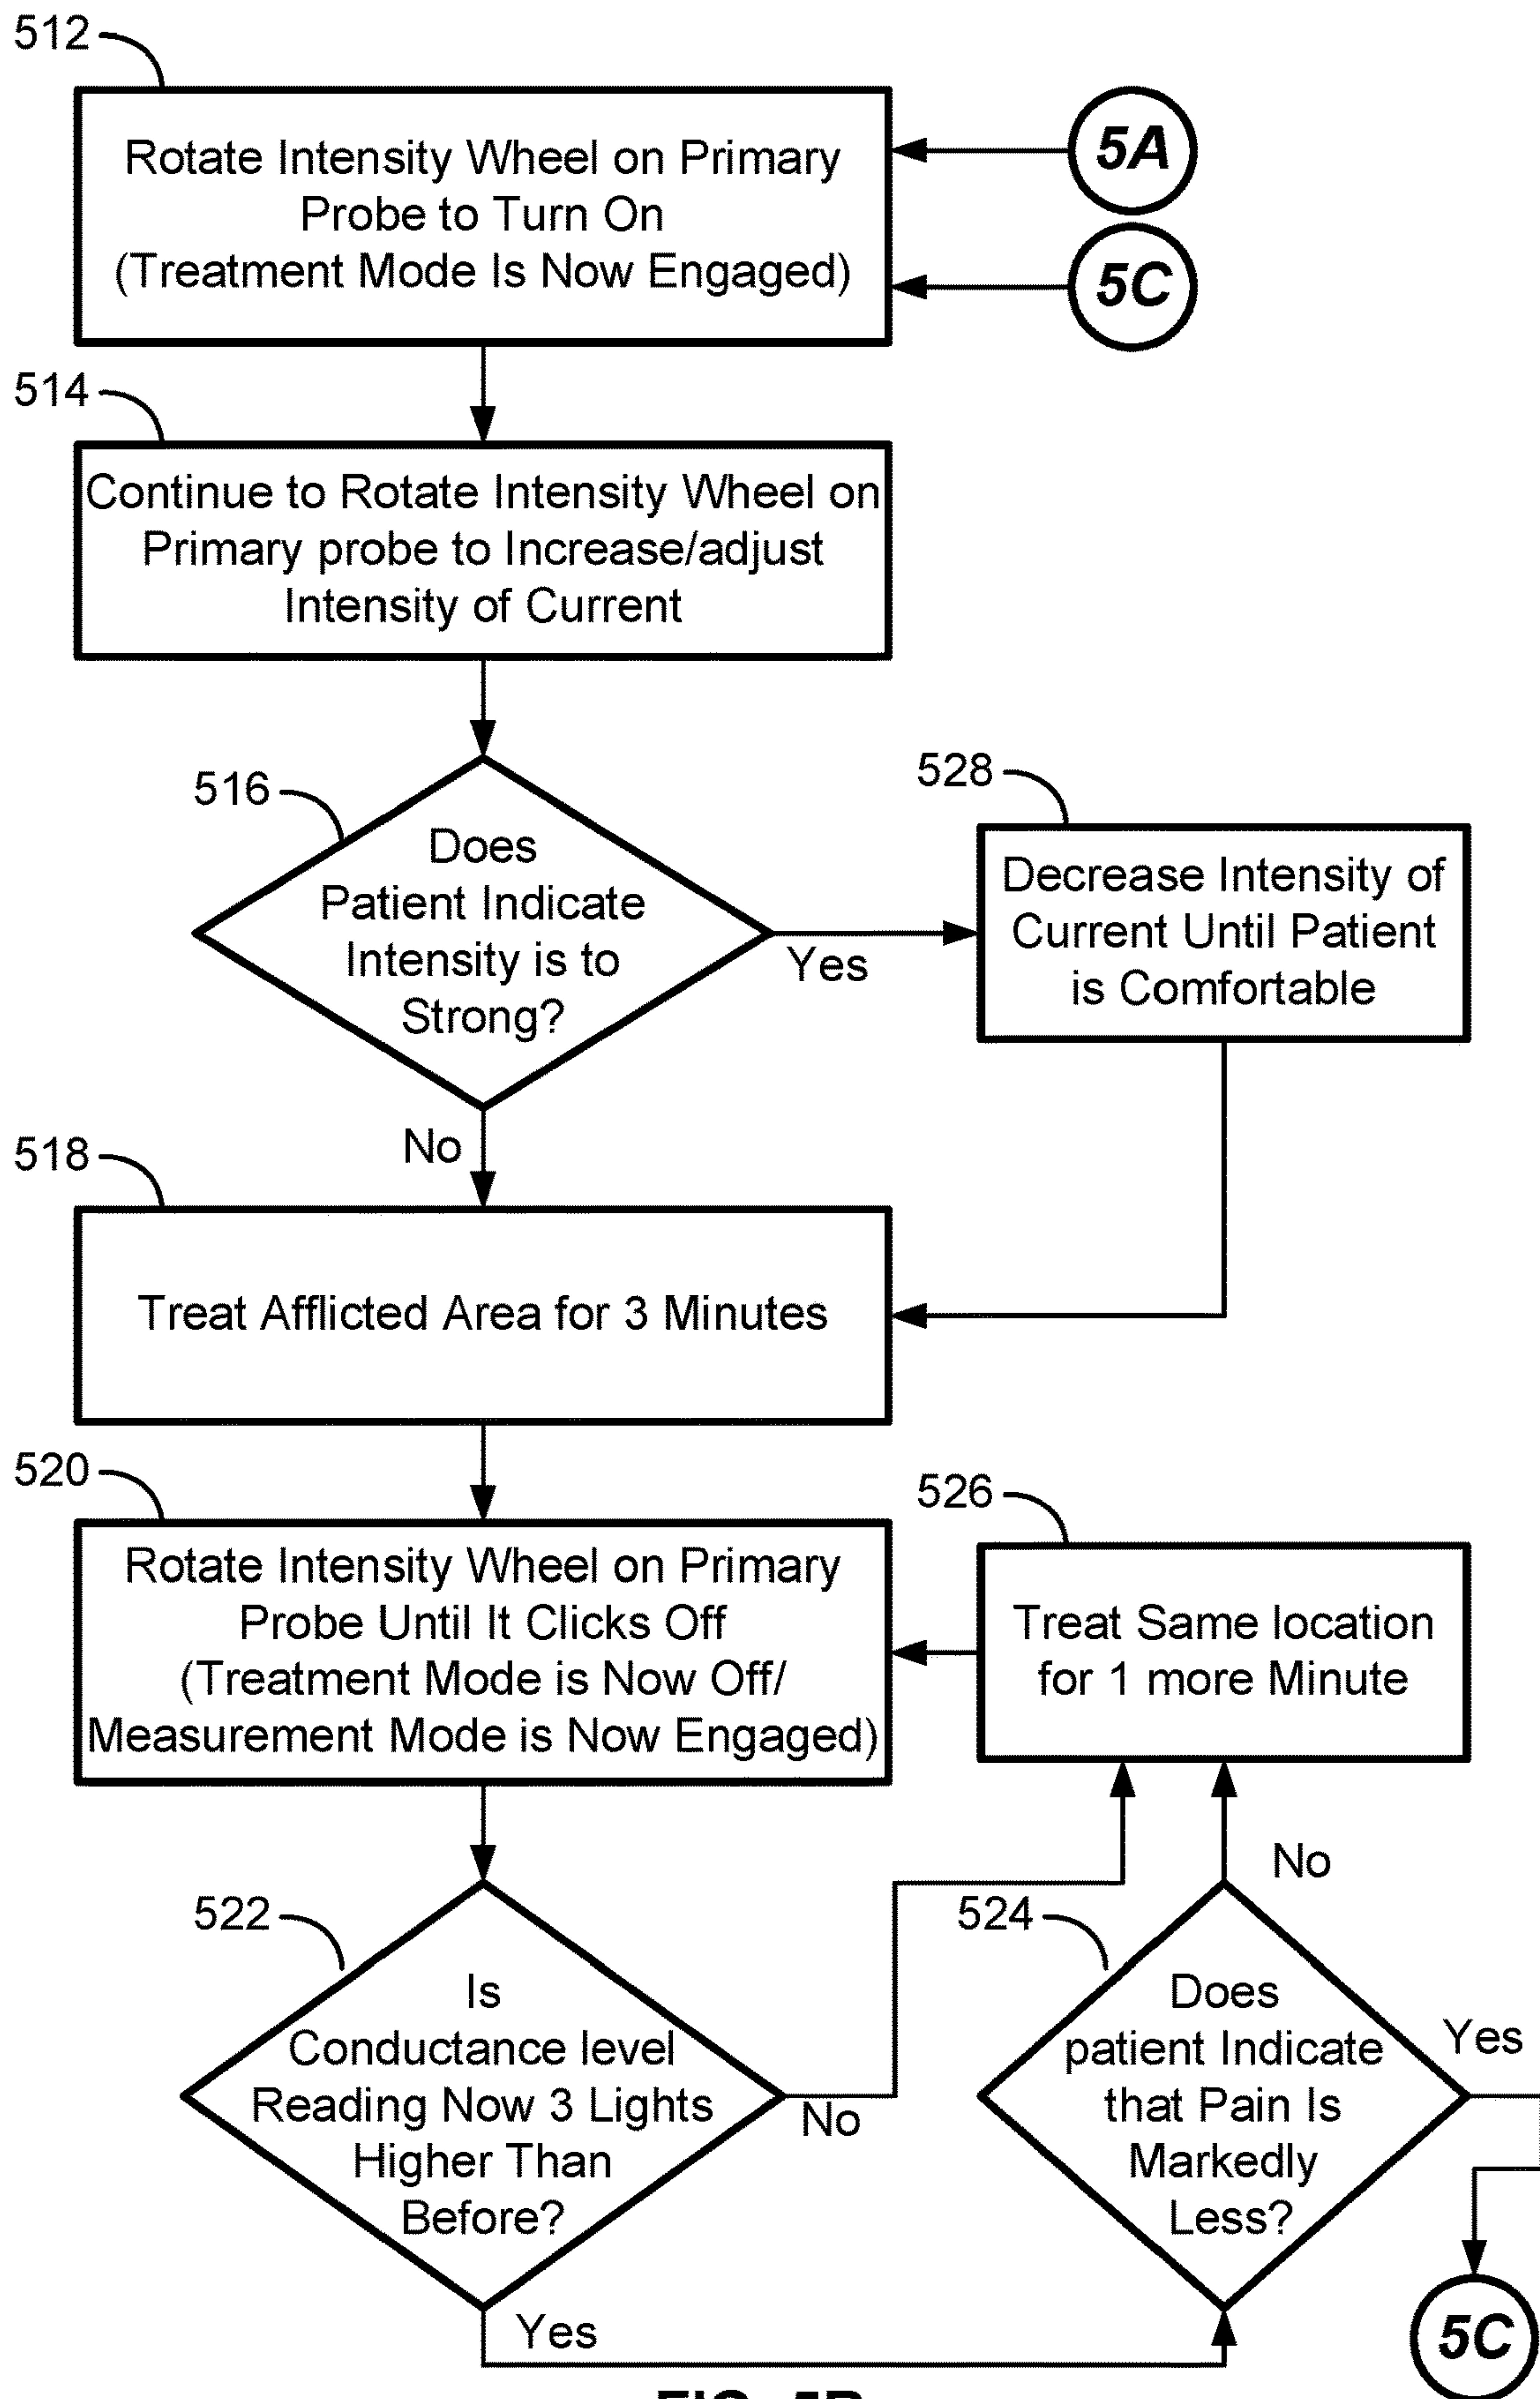 512
Rotate Intensity Wheel on Primary
Probe to Turn On
(Treatment Mode Is Now Engaged)
5A
5C
514
Continue to Rotate Intensity Wheel on
Primary probe to Increase/adjust
Intensity of Current
516
Does
Patient Indicate
Intensity is to
Strong?
Yes
528
Decrease Intensity of
Current Until Patient
is Comfortable
No
518
Treat Afflicted Area for 3 Minutes
520
Rotate Intensity Wheel on Primary
Probe Until It Clicks Off
(Treatment Mode is Now Off/
Measurement Mode is Now Engaged)
526
Treat Same location
for 1 more Minute
522
Is
Conductance level
Reading Now 3 Lights
Higher Than
Before?
No
Yes
524
No
Does
patient Indicate
that Pain Is
Markedly
Less?
Yes
5C